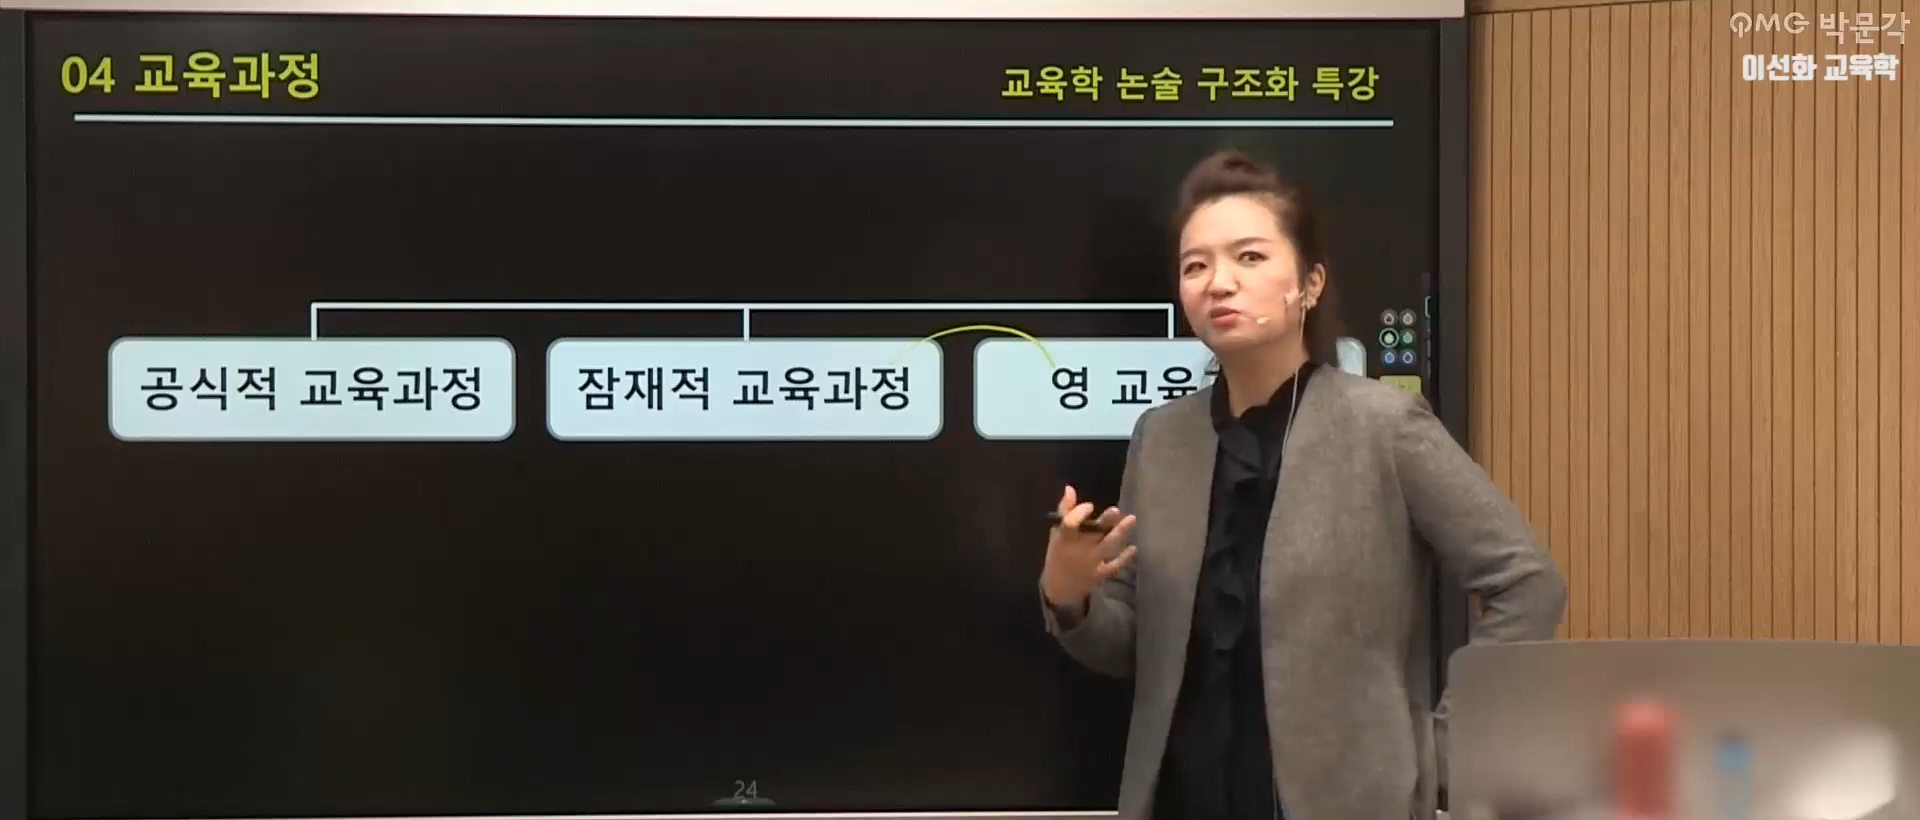 PMG 박문각
이선화 교육학
04 교육과정
교육학 논술 구조화 특강
공식적 교육과정
잠재적 교육과정
영 교육
24